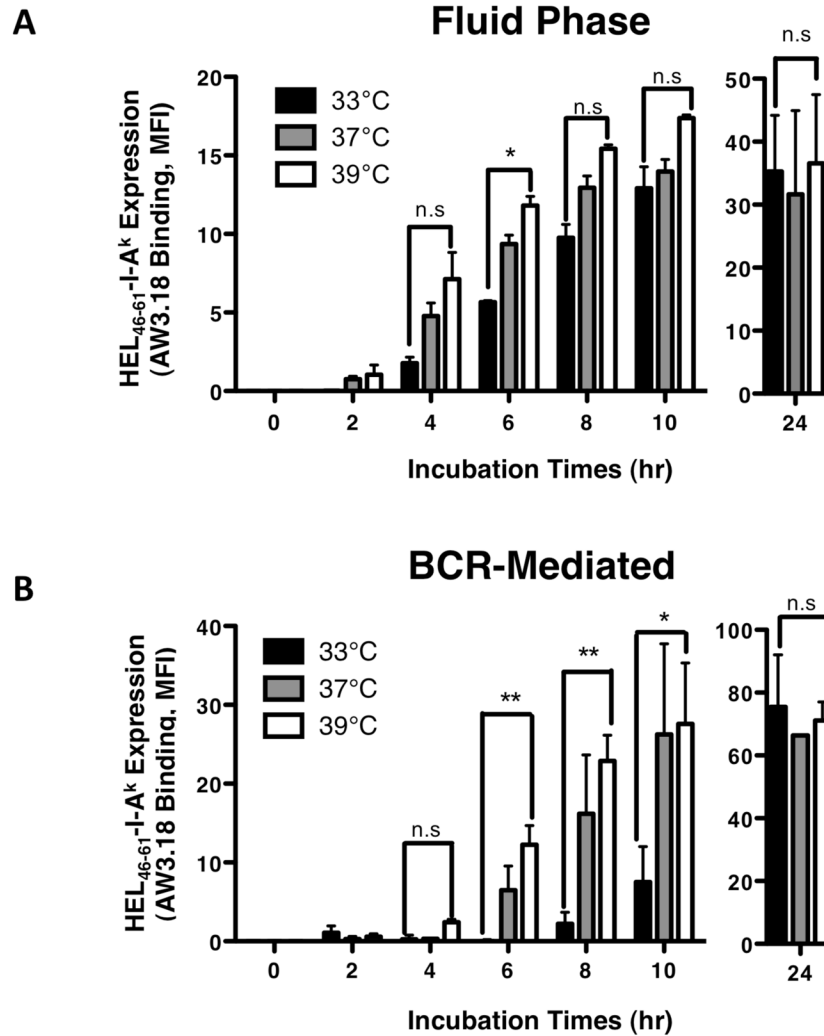 A
Fluid Phase
HEL46-61-I-Aᵏ Expression
(AW3.18 Binding, MFI)
20
15
10
5
0
33°C
37°C
39°C
n.s
*
n.s
n.s
0 2 4 6 8 10
50
40
30
20
10
0
n.s
24
Incubation Times (hr)
B
BCR-Mediated
HEL46-61-I-Aᵏ Expression
(AW3.18 Binding, MFI)
40
30
20
10
0
33°C
37°C
39°C
n.s
**
**
*
0 2 4 6 8 10
100
80
60
40
20
0
n.s
24
Incubation Times (hr)